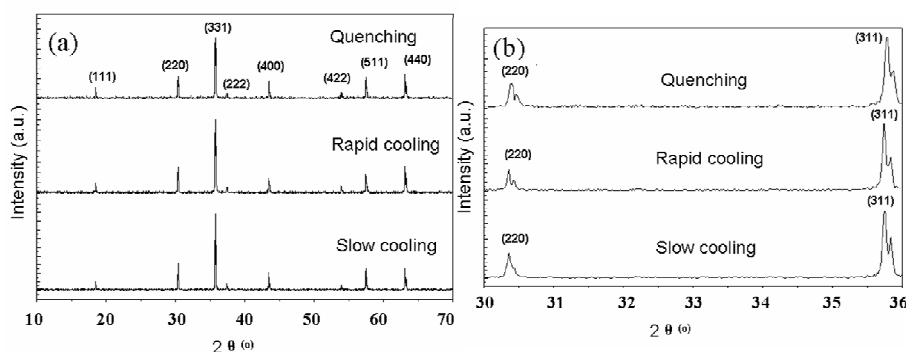 (a)
Quenching
(111)
(220)
(331)
(222)
(400)
(422)
(511)
(440)
Rapid cooling
Slow cooling
Intensity (a.u.)
10 20 30 40 50 60 70
2 θ (o)
(b)
Quenching
(220)
(311)
Rapid cooling
(220)
(311)
Slow cooling
(220)
(311)
Intensity (a.u.)
30 31 32 33 34 35 36
2 θ (o)